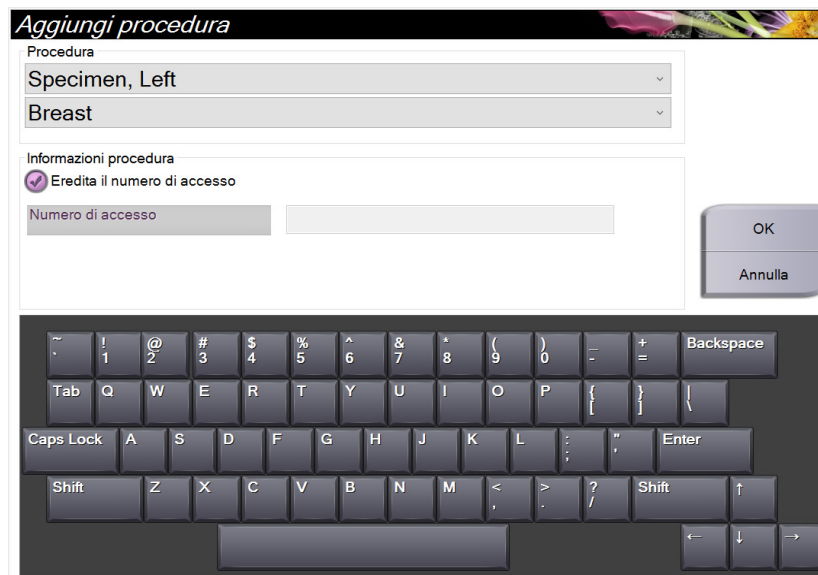 Aggiungi procedura
Procedura
Specimen, Left
Breast
Informazioni procedura
Eredita il numero di accesso
Numero di accesso
OK
Annulla
~ ! @ # $ % ^ & * ( ) _ + Backspace
` 1 2 3 4 5 6 7 8 9 0 - =
Tab Q W E R T Y U I O P { } |
[ ] \
Caps Lock A S D F G H J K L : " Enter
; '
Shift Z X C V B N M < > ? Shift ↑
, . /
← ↓ →